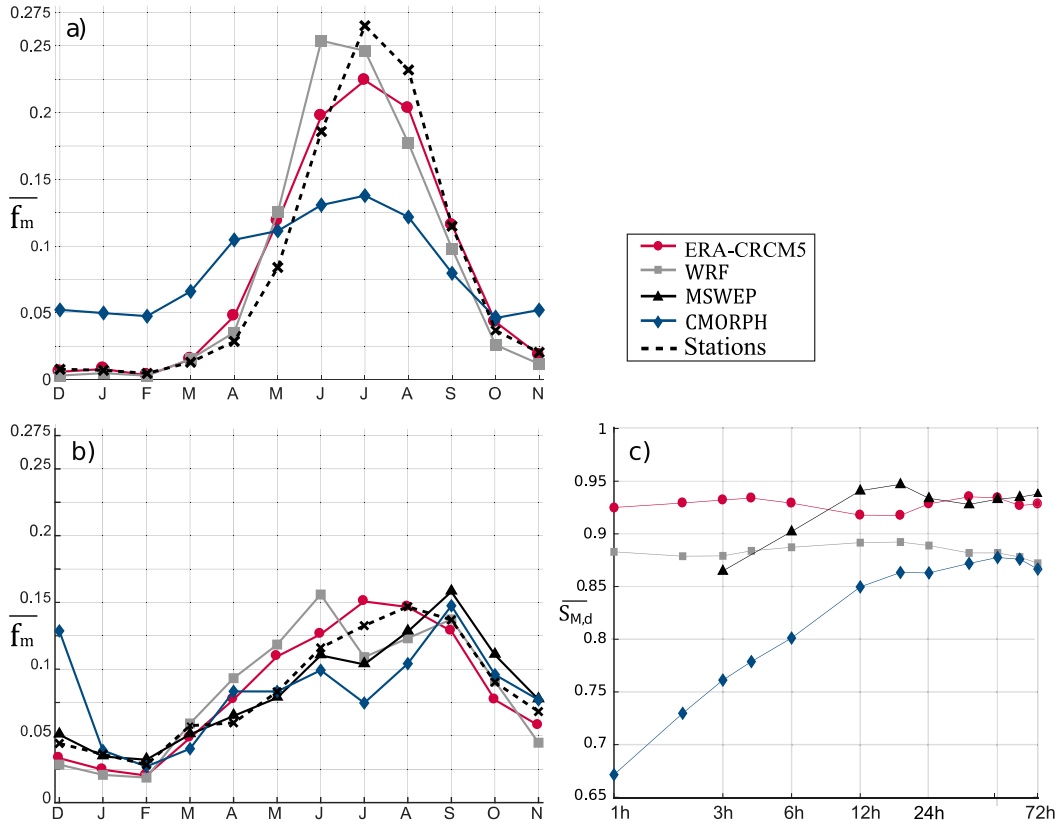 a)
0.275
0.25
0.2
0.15
0.1
0.05
0
f̅m̅
D J F M A M J J A S O N
ERA-CRCM5
WRF
MSWEP
CMORPH
Stations
b)
0.275
0.25
0.2
0.15
0.1
0.05
0
f̅m̅
D J F M A M J J A S O N
c)
1
0.95
0.9
0.85
0.8
0.75
0.7
0.65
S̅M,d
1h 3h 6h 12h 24h 72h